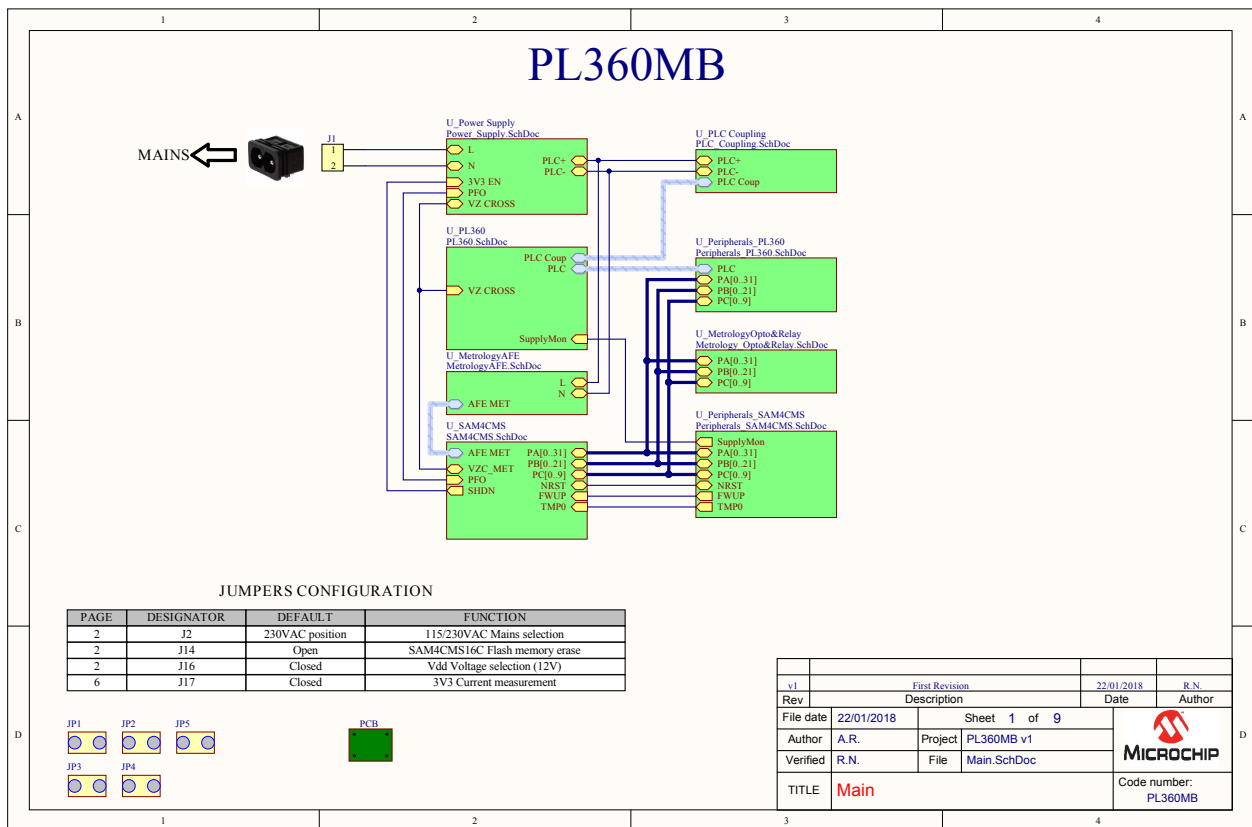 1 2 3 4
PL360MB
A A
MAINS
J1
1
2
U_Power Supply
Power_Supply.SchDoc
L
N
3V3 EN
PFO
VZ CROSS
PLC+
PLC-
U_PLC Coupling
PLC_Coupling.SchDoc
PLC+
PLC-
PLC Coup
U_PL360
PL360.SchDoc
PLC Coup
PLC
VZ CROSS
SupplyMon
U_Peripherals_PL360
Peripherals_PL360.SchDoc
PLC
PA[0..31]
PB[0..21]
PC[0..9]
B B
U_MetrologyOpto&Relay
Metrology_Opto&Relay.SchDoc
PA[0..31]
PB[0..21]
PC[0..9]
U_MetrologyAFE
MetrologyAFE.SchDoc
L
N
AFE MET
U_SAM4CMS
SAM4CMS.SchDoc
AFE MET
VZC_MET
PFO
SHDN
PA[0..31]
PB[0..21]
PC[0..9]
NRST
FWUP
TMP0
U_Peripherals_SAM4CMS
Peripherals_SAM4CMS.SchDoc
SupplyMon
PA[0..31]
PB[0..21]
PC[0..9]
NRST
FWUP
TMP0
C C
JUMPERS CONFIGURATION
PAGE DESIGNATOR DEFAULT FUNCTION
2 J2 230VAC position 115/230VAC Mains selection
2 J14 Open SAM4CMS16C Flash memory erase
2 J16 Closed Vdd Voltage selection (12V)
6 J17 Closed 3V3 Current measurement
JP1 JP2 JP5 PCB
JP3 JP4
D D
v1 First Revision 22/01/2018 R.N.
Rev Description Date Author
File date 22/01/2018 Sheet 1 of 9
Author A.R. Project PL360MB v1
Verified R.N. File Main.SchDoc
MICROCHIP
TITLE Main
Code number:
PL360MB
1 2 3 4